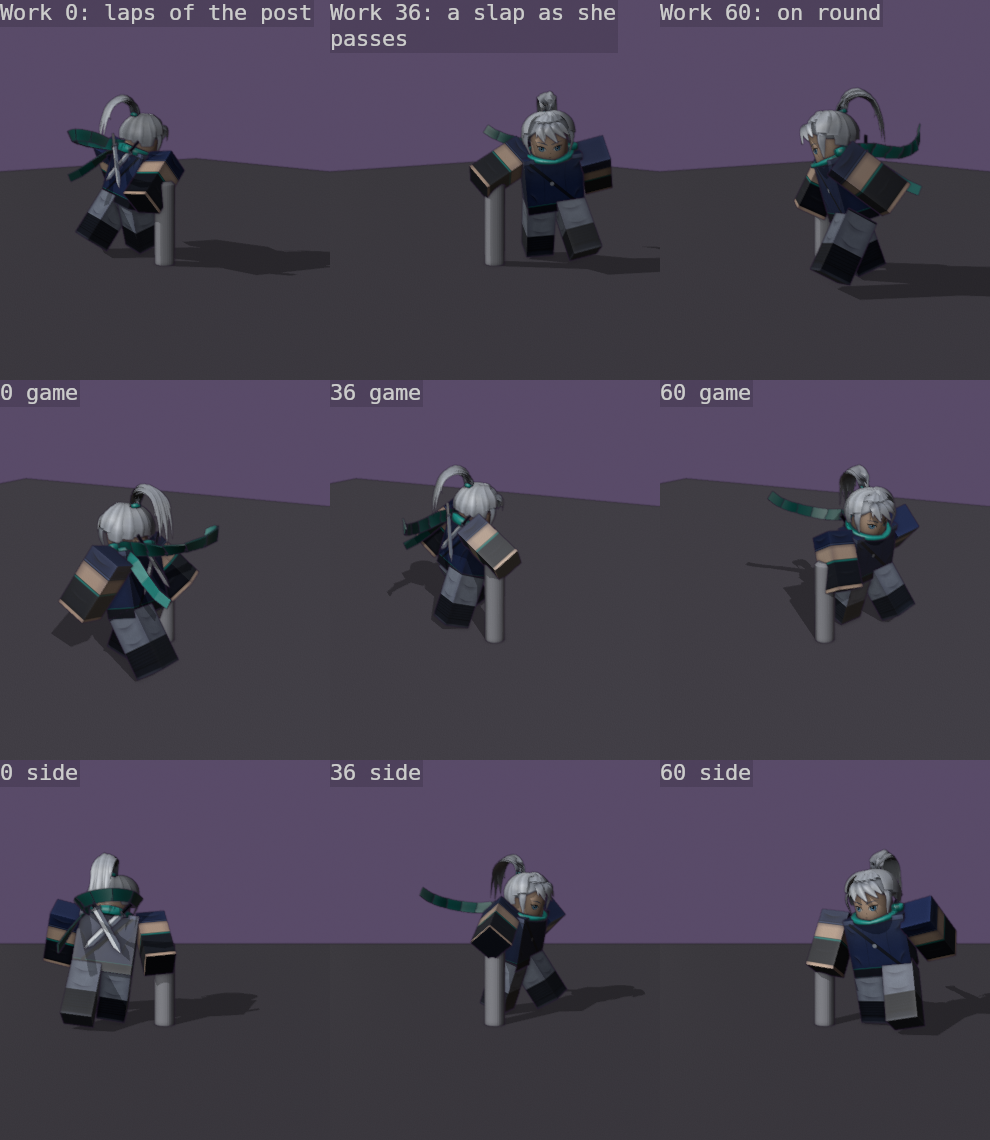 Work 0: laps of the post
Work 36: a slap as she
passes
Work 60: on round
0 game
36 game
60 game
0 side
36 side
60 side